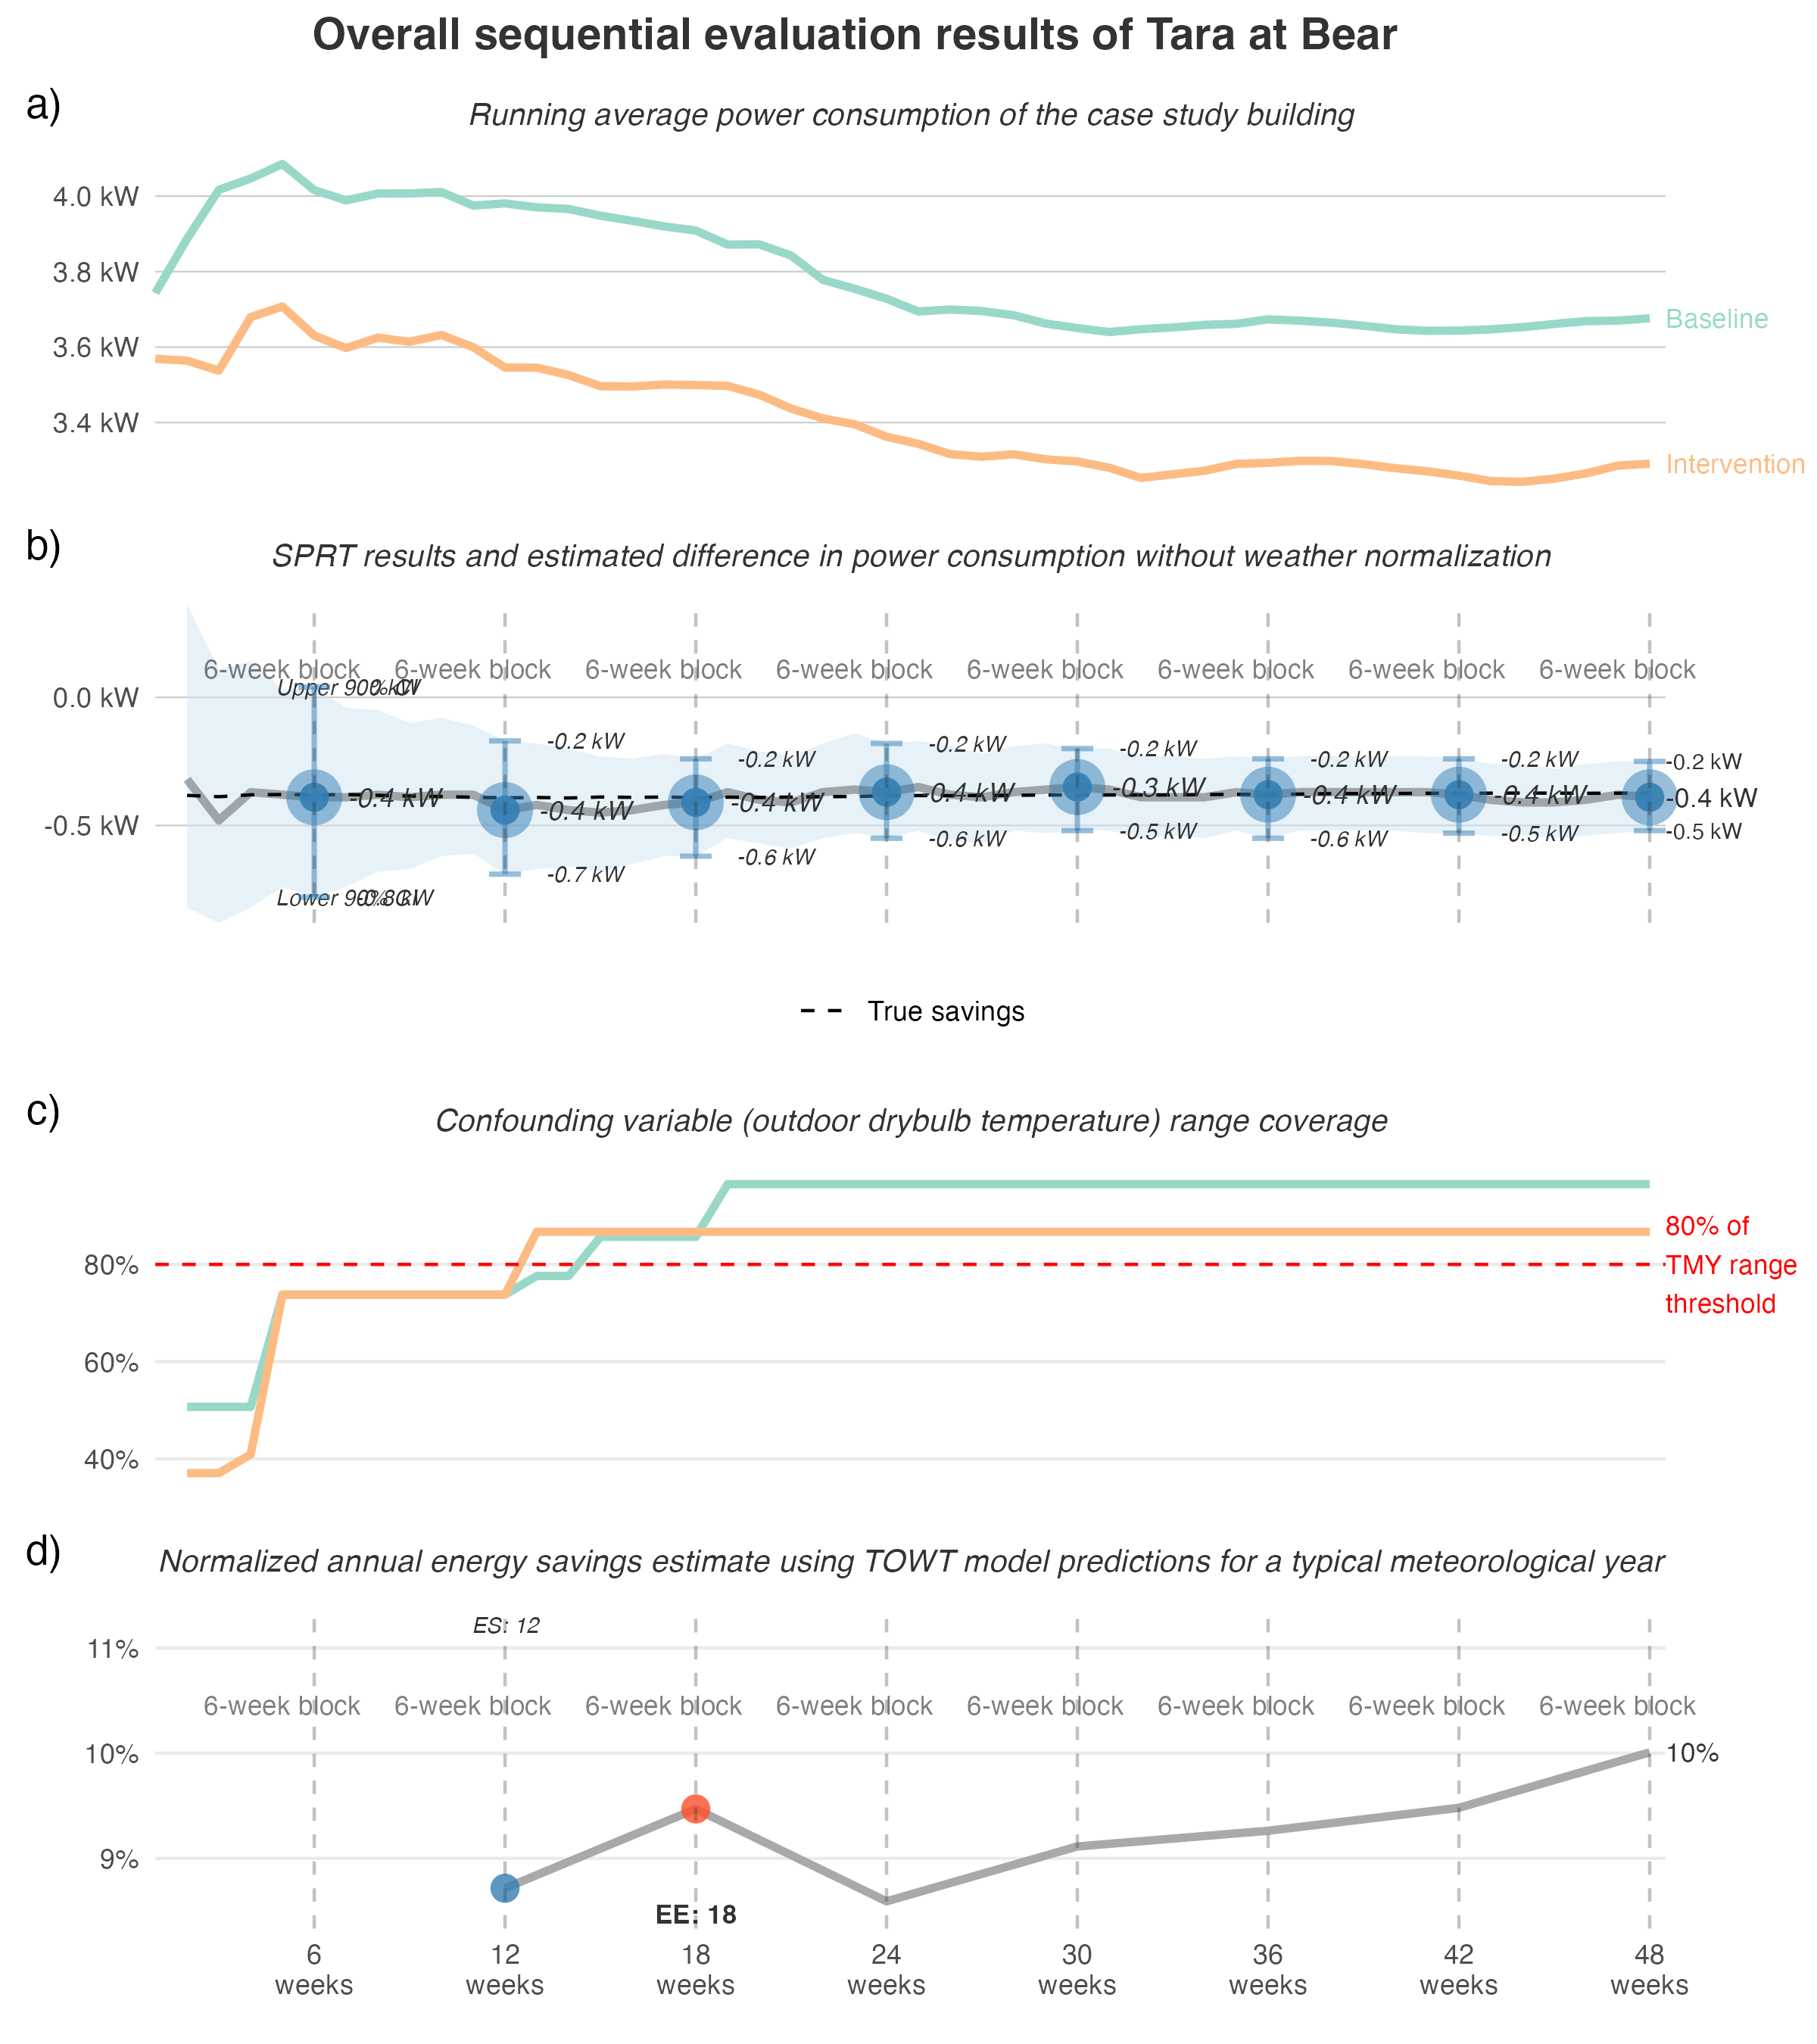 Overall sequential evaluation results of Tara at Bear
a)
Running average power consumption of the case study building
4.0 kW
3.8 kW
3.6 kW
3.4 kW
Baseline
Intervention
b)
SPRT results and estimated difference in power consumption without weather normalization
6-week block 6-week block 6-week block 6-week block 6-week block 6-week block 6-week block 6-week block
Upper 90% CI 0 kW
0.0 kW
-0.2 kW -0.2 kW -0.2 kW -0.2 kW -0.2 kW -0.2 kW -0.2 kW
-0.4 kW -0.4 kW -0.4 kW -0.4 kW -0.3 kW -0.4 kW -0.4 kW -0.4 kW
-0.5 kW
-0.7 kW -0.6 kW -0.6 kW -0.5 kW -0.6 kW -0.5 kW -0.5 kW
Lower 90% CI -0.8 kW
True savings
c)
Confounding variable (outdoor drybulb temperature) range coverage
80%
60%
40%
80% of
TMY range
threshold
d)
Normalized annual energy savings estimate using TOWT model predictions for a typical meteorological year
ES: 12
11%
6-week block 6-week block 6-week block 6-week block 6-week block 6-week block 6-week block 6-week block
10%
10%
9%
EE: 18
6 12 18 24 30 36 42 48
weeks weeks weeks weeks weeks weeks weeks weeks